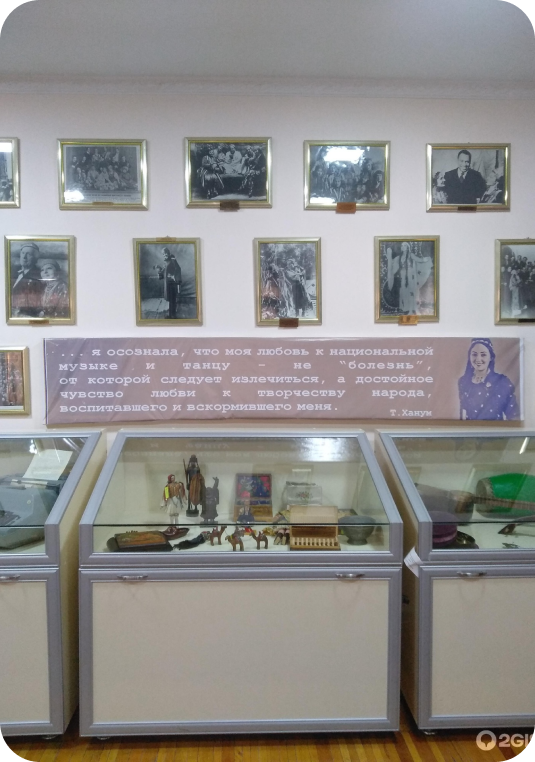 ... я осознала, что моя любовь к национальной
музыке и танцу - не "болезнь",
от которой следует излечиться, а достойное
чувство любви к творчеству народа,
воспитавшего и вскормившего меня.
Т.Ханум
2GI